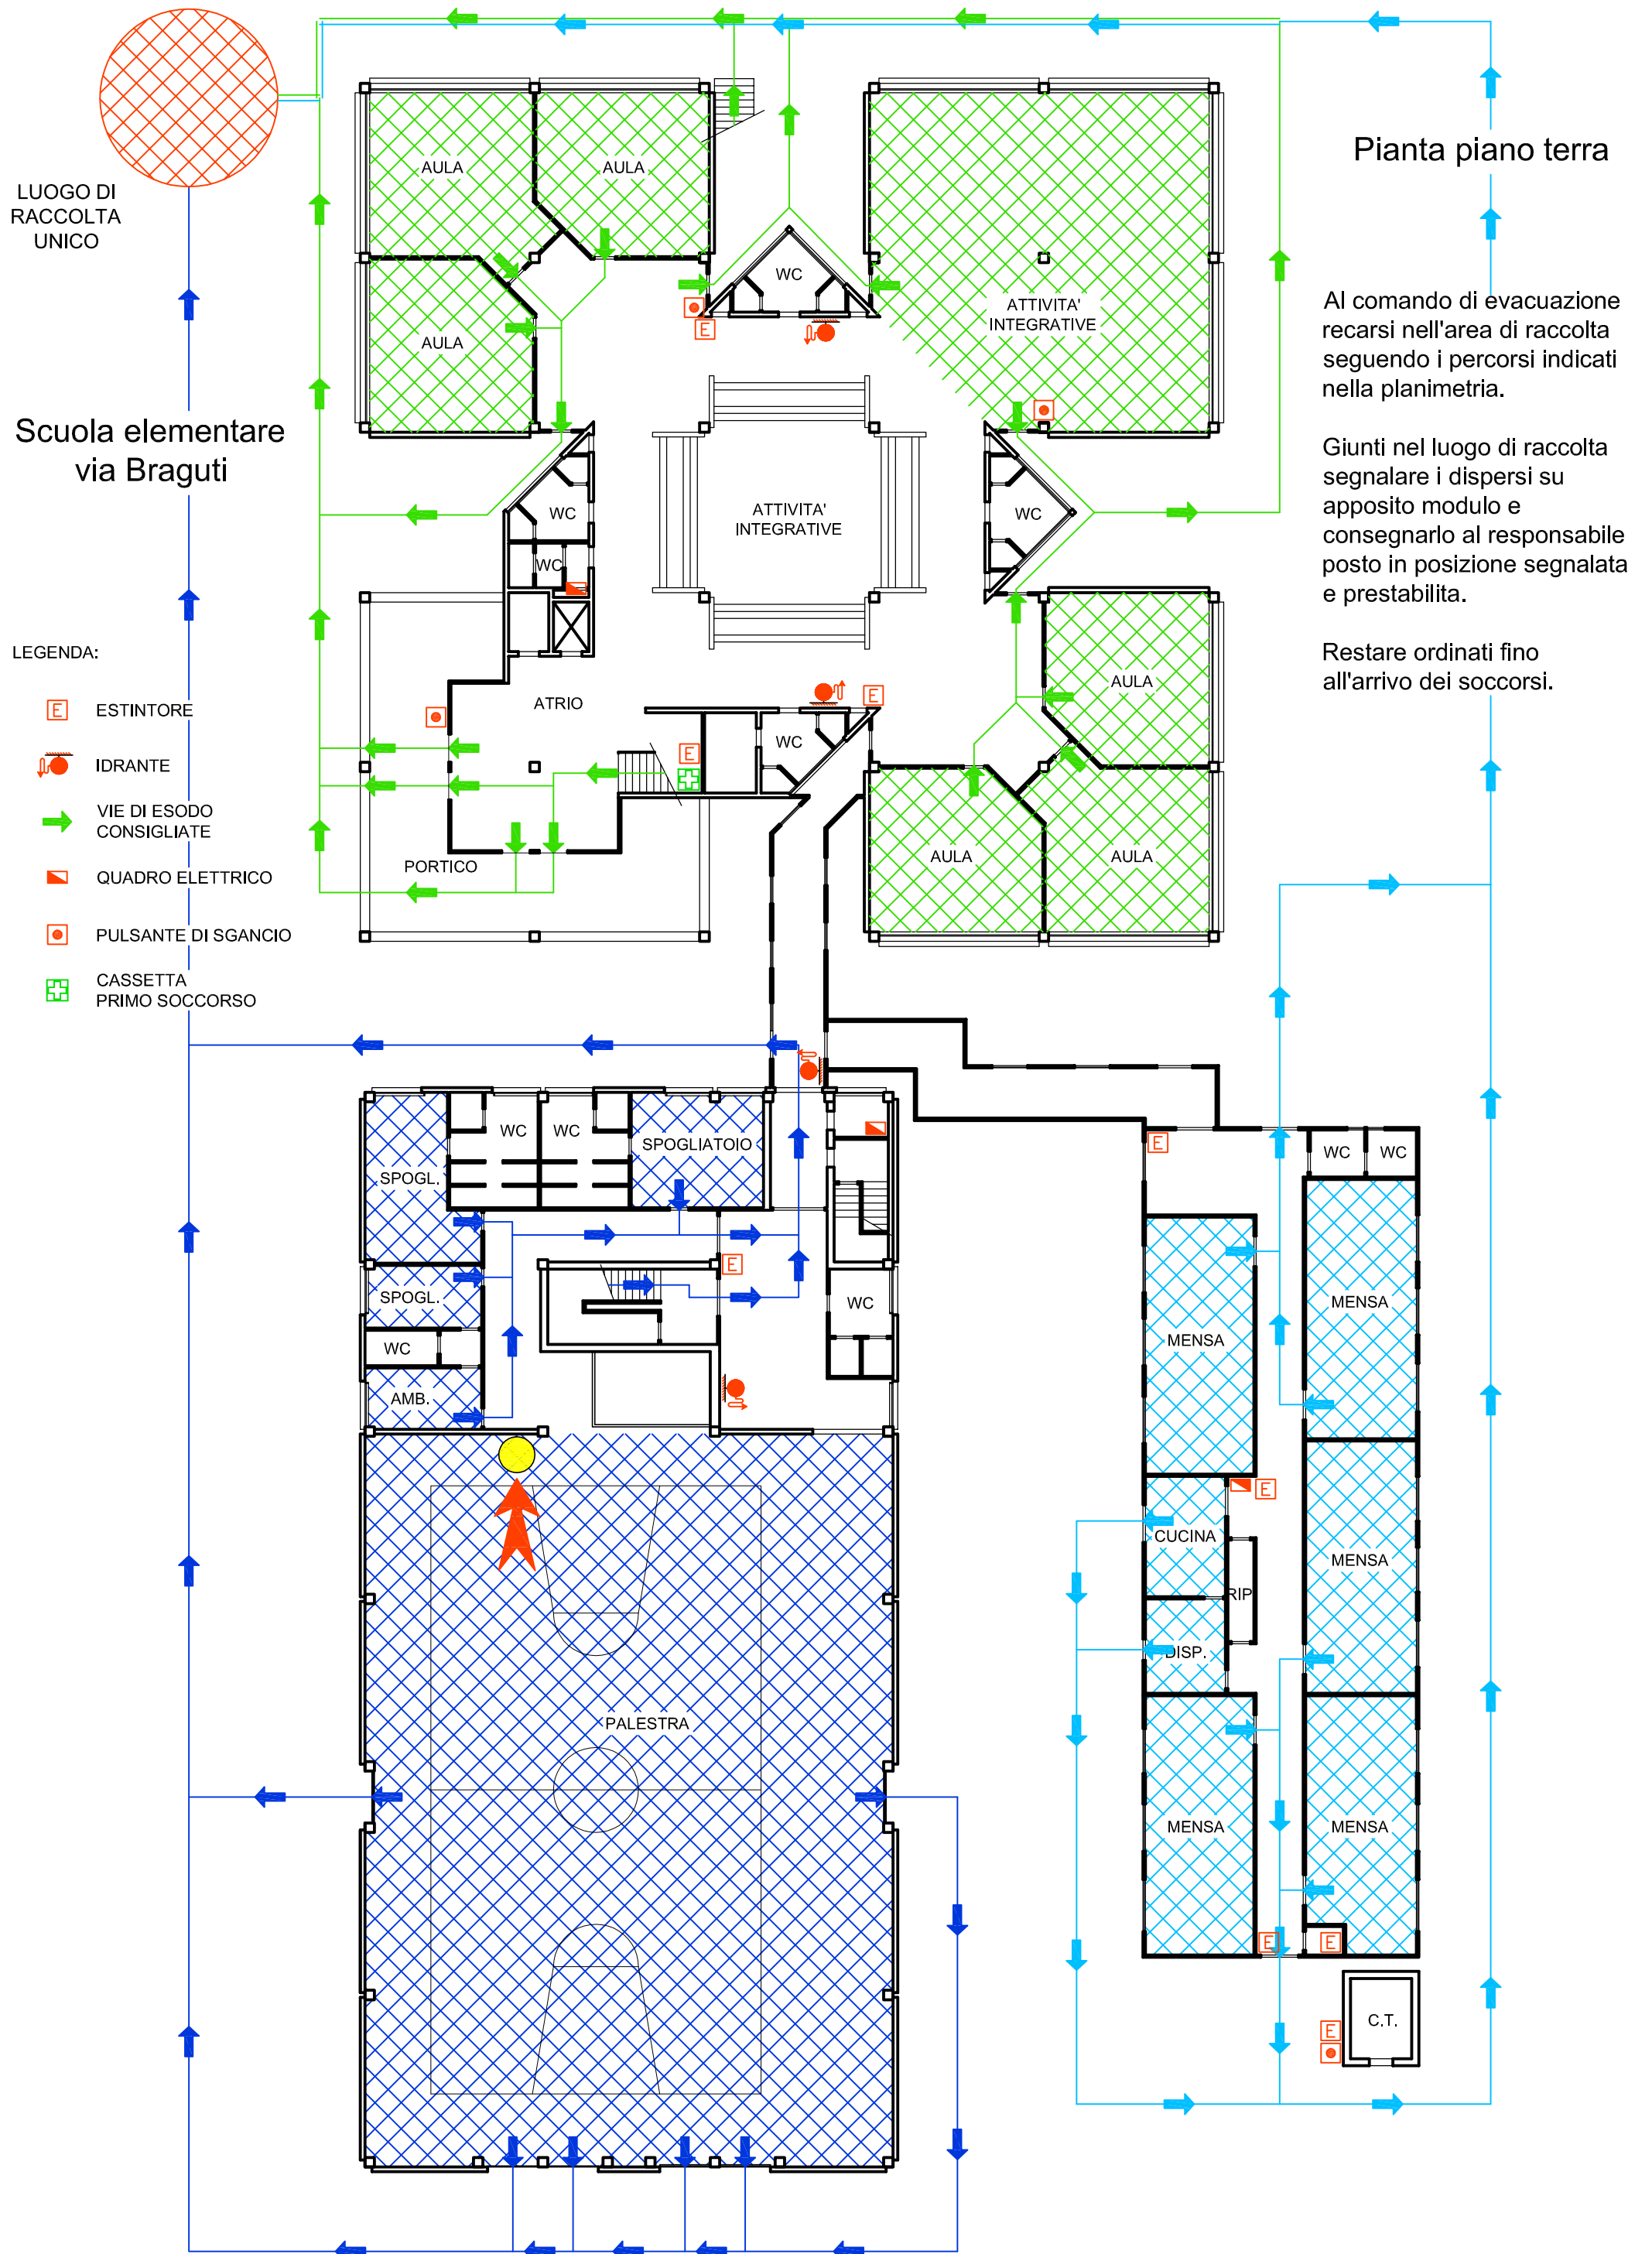 Pianta piano terra
LUOGO DI
RACCOLTA
UNICO
Scuola elementare
via Braguti
Al comando di evacuazione
recarsi nell'area di raccolta
seguendo i percorsi indicati
nella planimetria.
Giunti nel luogo di raccolta
segnalare i dispersi su
apposito modulo e
consegnarlo al responsabile
posto in posizione segnalata
e prestabilita.
Restare ordinati fino
all'arrivo dei soccorsi.
LEGENDA:
E ESTINTORE
IDRANTE
VIE DI ESODO
CONSIGLIATE
QUADRO ELETTRICO
PULSANTE DI SGANCIO
CASSETTA
PRIMO SOCCORSO
AULA
AULA
AULA
WC
E
ATTIVITA'
INTEGRATIVE
ATTIVITA'
INTEGRATIVE
WC
WC
WC
ATRIO
E
E
WC
PORTICO
AULA
AULA
AULA
SPOGL.
WC
WC
SPOGLIATOIO
SPOGL.
E
WC
WC
AMB.
PALESTRA
E
WC
WC
MENSA
MENSA
E
CUCINA
RIP
MENSA
DISP.
MENSA
MENSA
E
E
C.T.
E